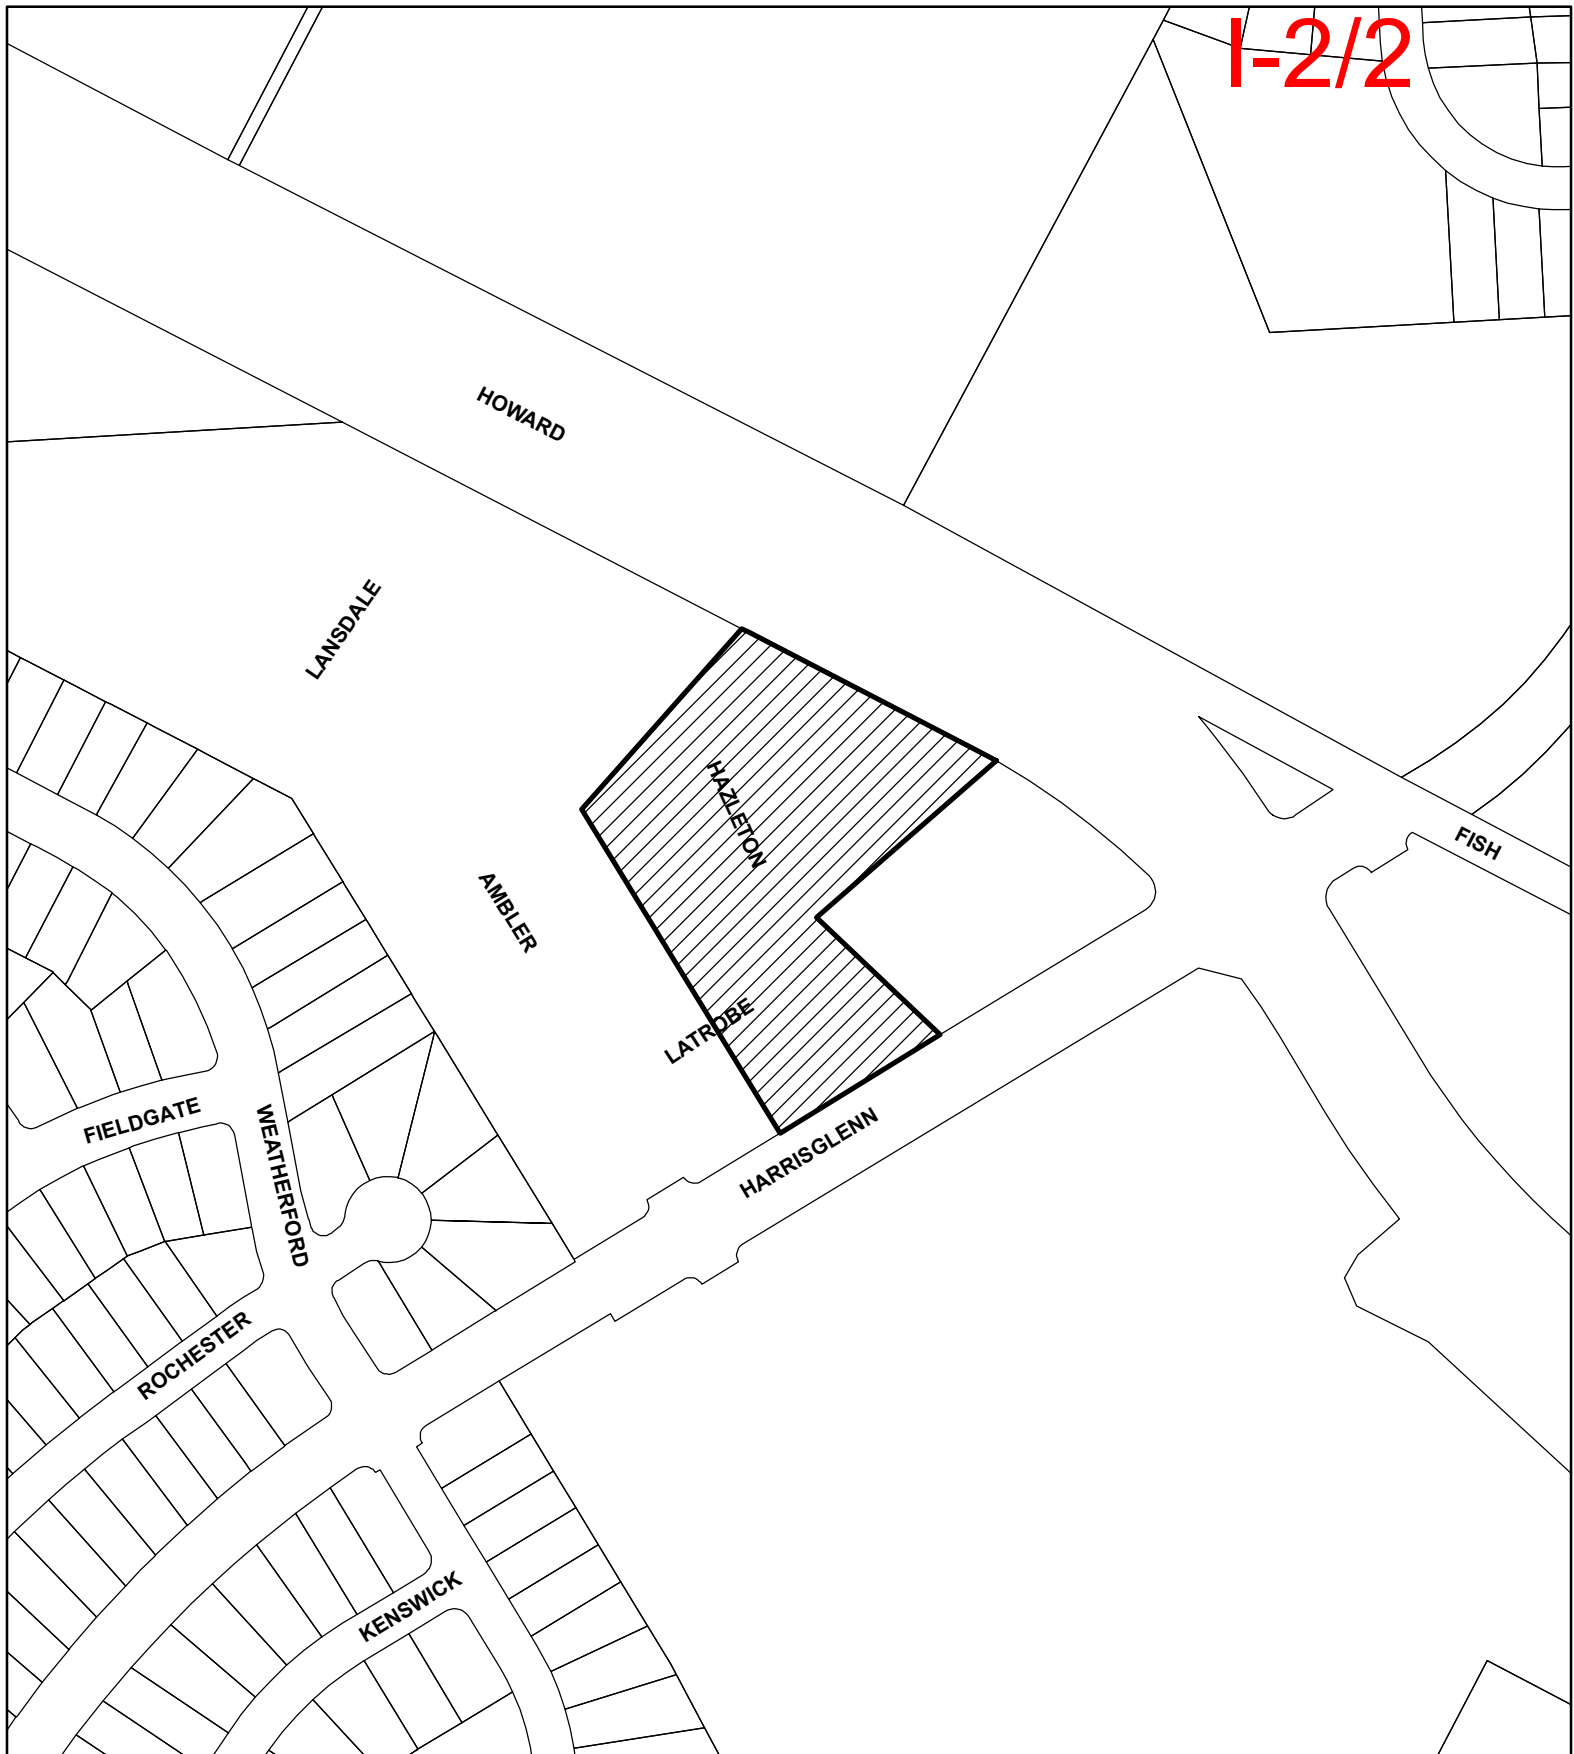 I-2/2
HOWARD
LANSDALE
HAZLETON
FISH
AMBLER
LATROBE
FIELDGATE
WEATHERFORD
HARRISGLENN
ROCHESTER
KENSWICK